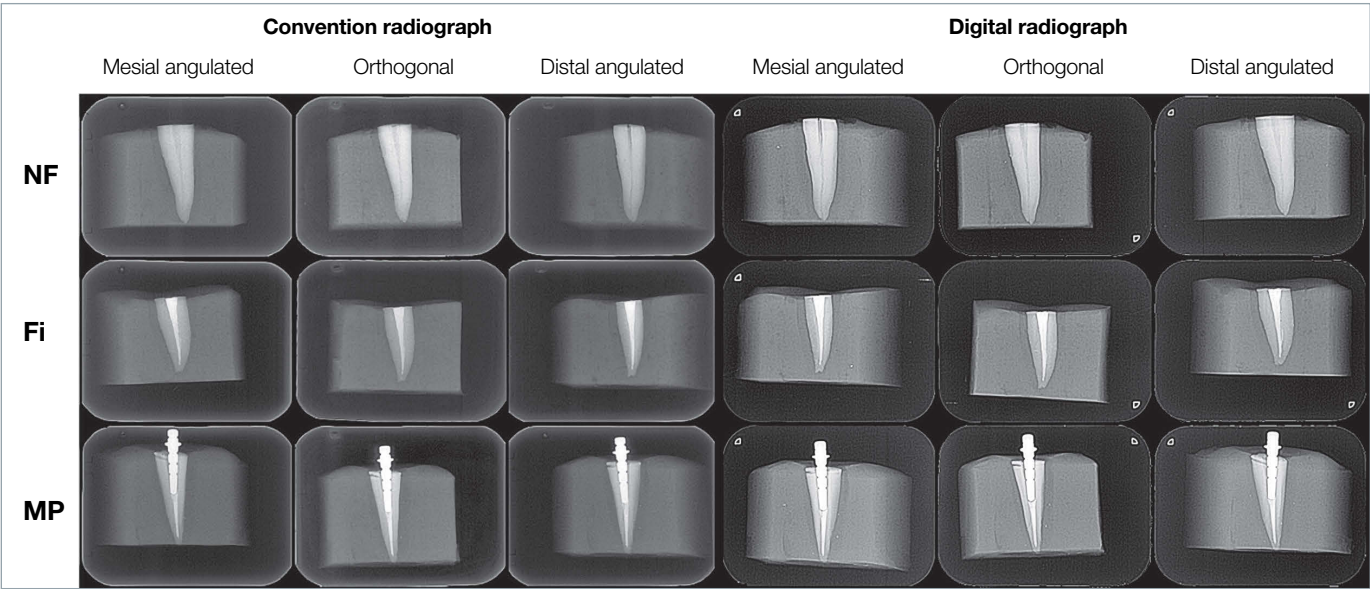 Convention radiograph Digital radiograph
Mesial angulated Orthogonal Distal angulated Mesial angulated Orthogonal Distal angulated
NF
Fi
MP